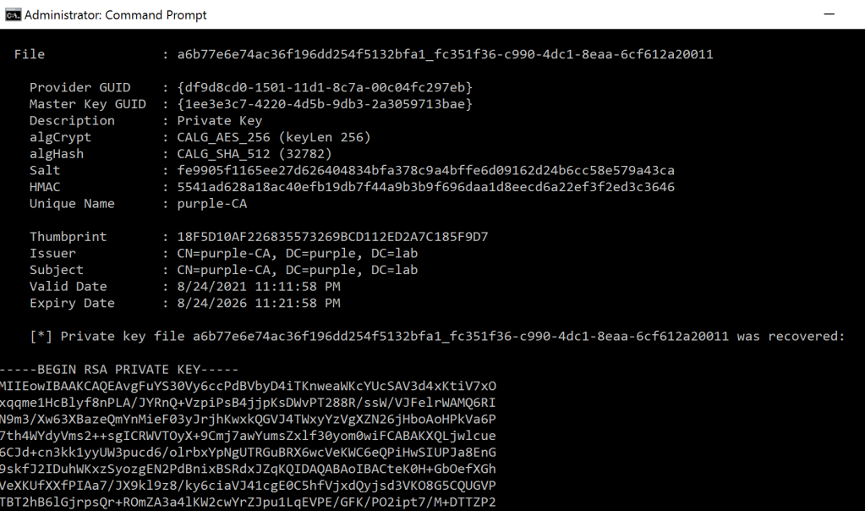 Administrator: Command Prompt
File : a6b77e6e74ac36f196dd254f5132bfa1_fc351f36-c990-4dc1-8eaa-6cf612a20011
Provider GUID : {df9d8cd0-1501-11d1-8c7a-00c04fc297eb}
Master Key GUID : {1ee3e3c7-4220-4d5b-9db3-2a3059713bae}
Description : Private Key
algCrypt : CALG_AES_256 (keyLen 256)
algHash : CALG_SHA_512 (32782)
Salt : fe9905f1165ee27d626404834bfa378c9a4bffe6d09162d24b6cc58e579a43ca
HMAC : 5541ad628a18ac40efb19db7f44a9b3b9f696daa1d8eecd6a22ef3f2ed3c3646
Unique Name : purple-CA
Thumbprint : 18F5D10AF226835573269BCD112ED2A7C185F9D7
Issuer : CN=purple-CA, DC=purple, DC=lab
Subject : CN=purple-CA, DC=purple, DC=lab
Valid Date : 8/24/2021 11:11:58 PM
Expiry Date : 8/24/2026 11:21:58 PM
[*] Private key file a6b77e6e74ac36f196dd254f5132bfa1_fc351f36-c990-4dc1-8eaa-6cf612a20011 was recovered:
-----BEGIN RSA PRIVATE KEY-----
MIIEowIBAAKCAQEAvgFuYS30Vy6ccPdBVbyD4iTKnweaWKcYUcSAV3d4xKtiV7xO
xqqme1HcBlyf8nPLA/JYRnQ+VzpiPsB4jjpKsDWvPT288R/ssW/VJFelrWAMQ6RI
N9m3/Xw63XBazeQmYnMieF03yJrjhKwxkQGVJ4TWxyYzVgXZN26jHboAoHPkVa6P
7th4WYdyVms2++sgICRWVTOyX+9Cmj7awYumsZxlf30yom0wiFCABAKXQLjwlcue
6CJd+cn3kk1yyUW3pucd6/olrbxYpNgUTRGuBRX6wcVeKWC6eQPiHwSIUPJa8EnG
9skfJ2IDuhWKxzSyozgEN2PdBnixBSRdxJZqKQIDAQABAoIBACteK0H+GbOefXGh
VeXKUfXXfPIAa7/JX9kl9z8/ky6ciaVJ41cgE0C5hfVjxdQyjsd3VKO8G5CQUGVP
TBT2hB6lGjrpsQr+ROmZA3a4lKW2cwYrZJpu1LqEVPE/GFK/PO2ipt7/M+DTTZP2